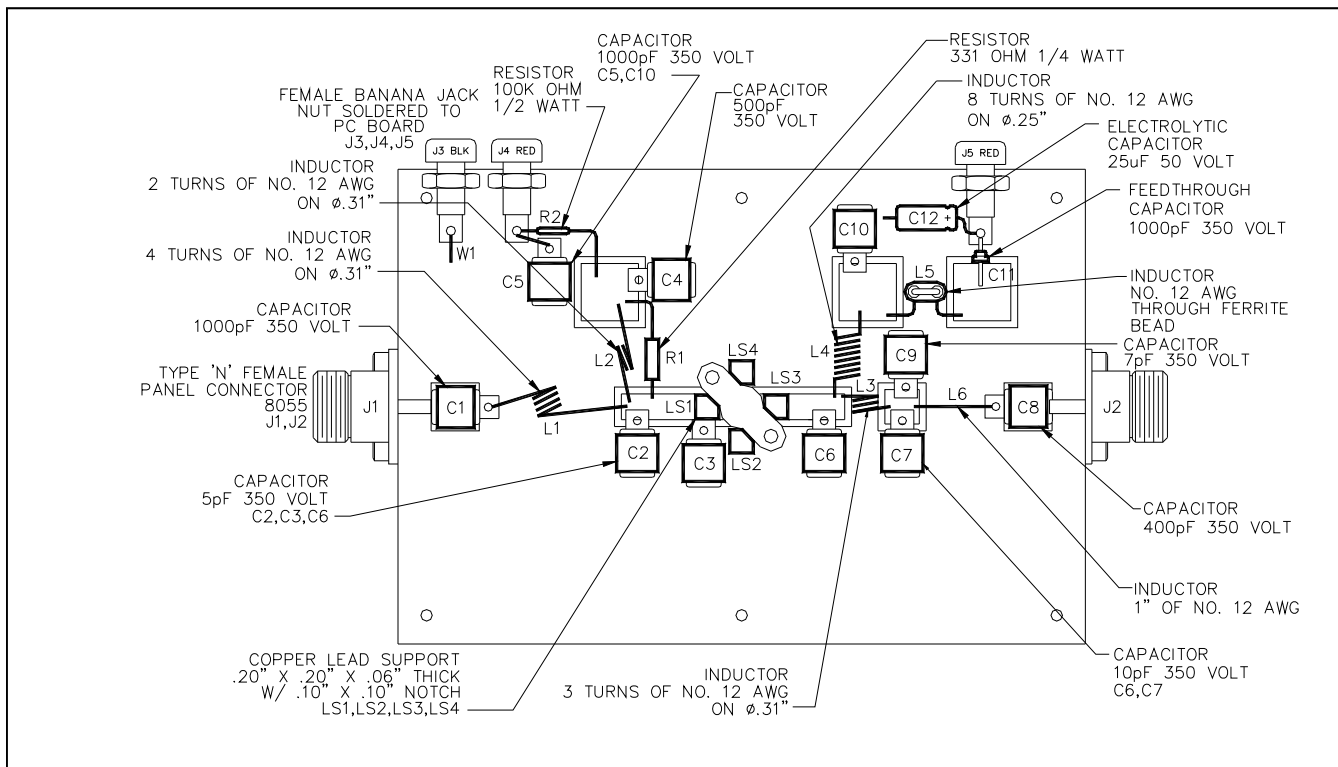 CAPACITOR
1000pF 350 VOLT
C5,C10
RESISTOR
331 OHM 1/4 WATT
RESISTOR
100K OHM
1/2 WATT
INDUCTOR
8 TURNS OF NO. 12 AWG
ON ø.25"
FEMALE BANANA JACK
NUT SOLDERED TO
PC BOARD
J3,J4,J5
CAPACITOR
500pF
350 VOLT
ELECTROLYTIC
CAPACITOR
25uF 50 VOLT
J3 BLK
J4 RED
J5 RED
INDUCTOR
2 TURNS OF NO. 12 AWG
ON ø.31"
FEEDTHROUGH
CAPACITOR
1000pF 350 VOLT
R2
C12 +
C10
W1
INDUCTOR
4 TURNS OF NO. 12 AWG
ON ø.31"
C5
C4
L5
C11
INDUCTOR
NO. 12 AWG
THROUGH FERRITE
BEAD
CAPACITOR
1000pF 350 VOLT
L2
R1
LS4
L4
C9
CAPACITOR
7pF 350 VOLT
TYPE 'N' FEMALE
PANEL CONNECTOR
8055
J1,J2
LS3
L3
L6
J1
C1
L1
LS1
C8
J2
C2
C3
LS2
C6
C7
CAPACITOR
5pF 350 VOLT
C2,C3,C6
CAPACITOR
400pF 350 VOLT
INDUCTOR
1" OF NO. 12 AWG
COPPER LEAD SUPPORT
.20" X .20" X .06" THICK
W/ .10" X .10" NOTCH
LS1,LS2,LS3,LS4
INDUCTOR
3 TURNS OF NO. 12 AWG
ON ø.31"
CAPACITOR
10pF 350 VOLT
C6,C7